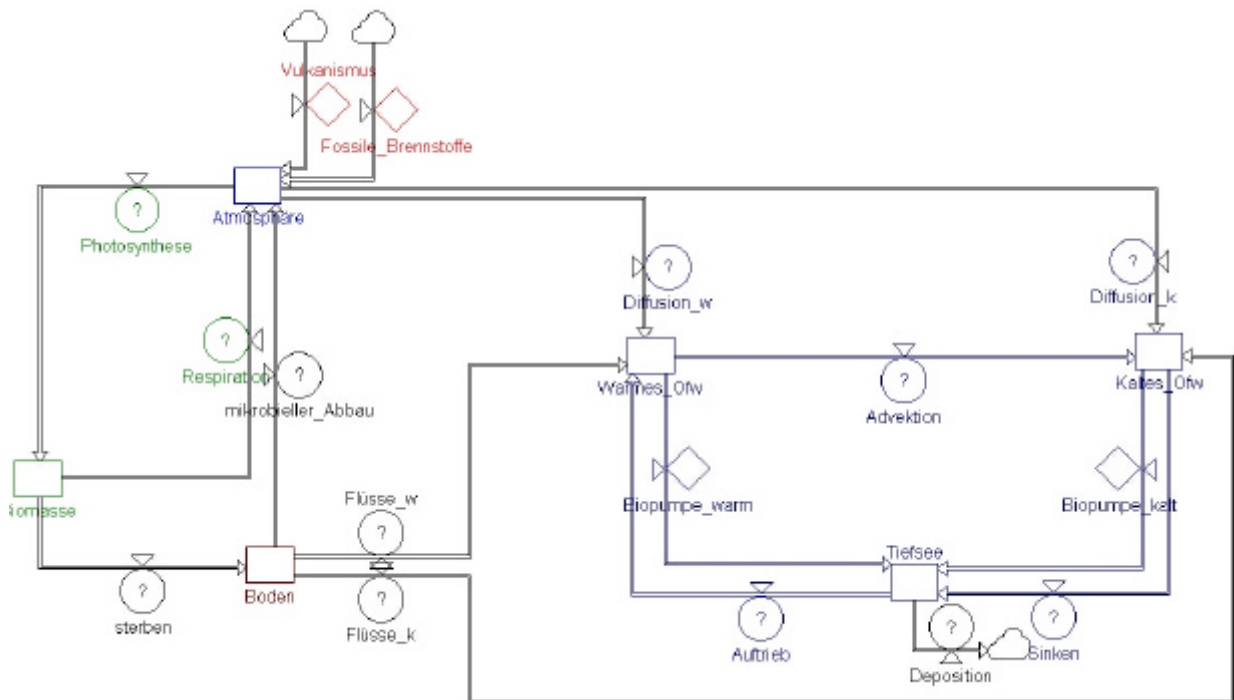 Vulkanismus
Fossile_Brennstoffe
Atmosphäre
?
Photosynthese
?
Diffusion_w
?
Diffusion_k
?
Respiration
?
mikrobieller_Abbau
Warmes_Ofw
Kaltes_Ofw
?
Advektion
Biopumpe_warm
Biopumpe_kalt
iomasse
Flüsse_w
?
Tiefsee
Boden
?
sterben
?
Flüsse_k
?
Auftrieb
?
Deposition
?
Sinken